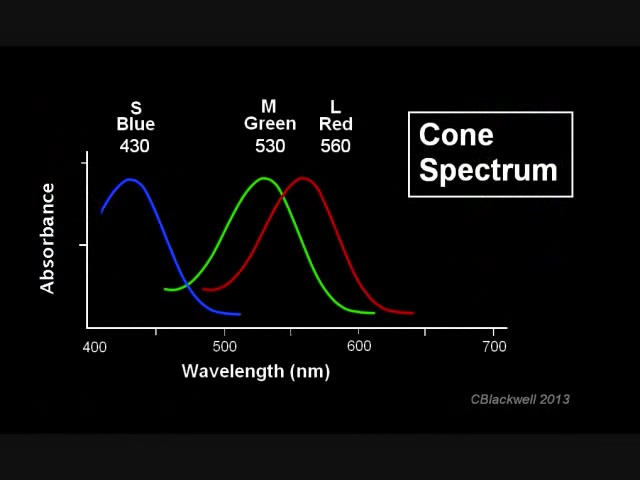 S
Blue
430
M
Green
530
L
Red
560
Cone
Spectrum
Absorbance
400
500
600
700
Wavelength (nm)
CBlackwell 2013